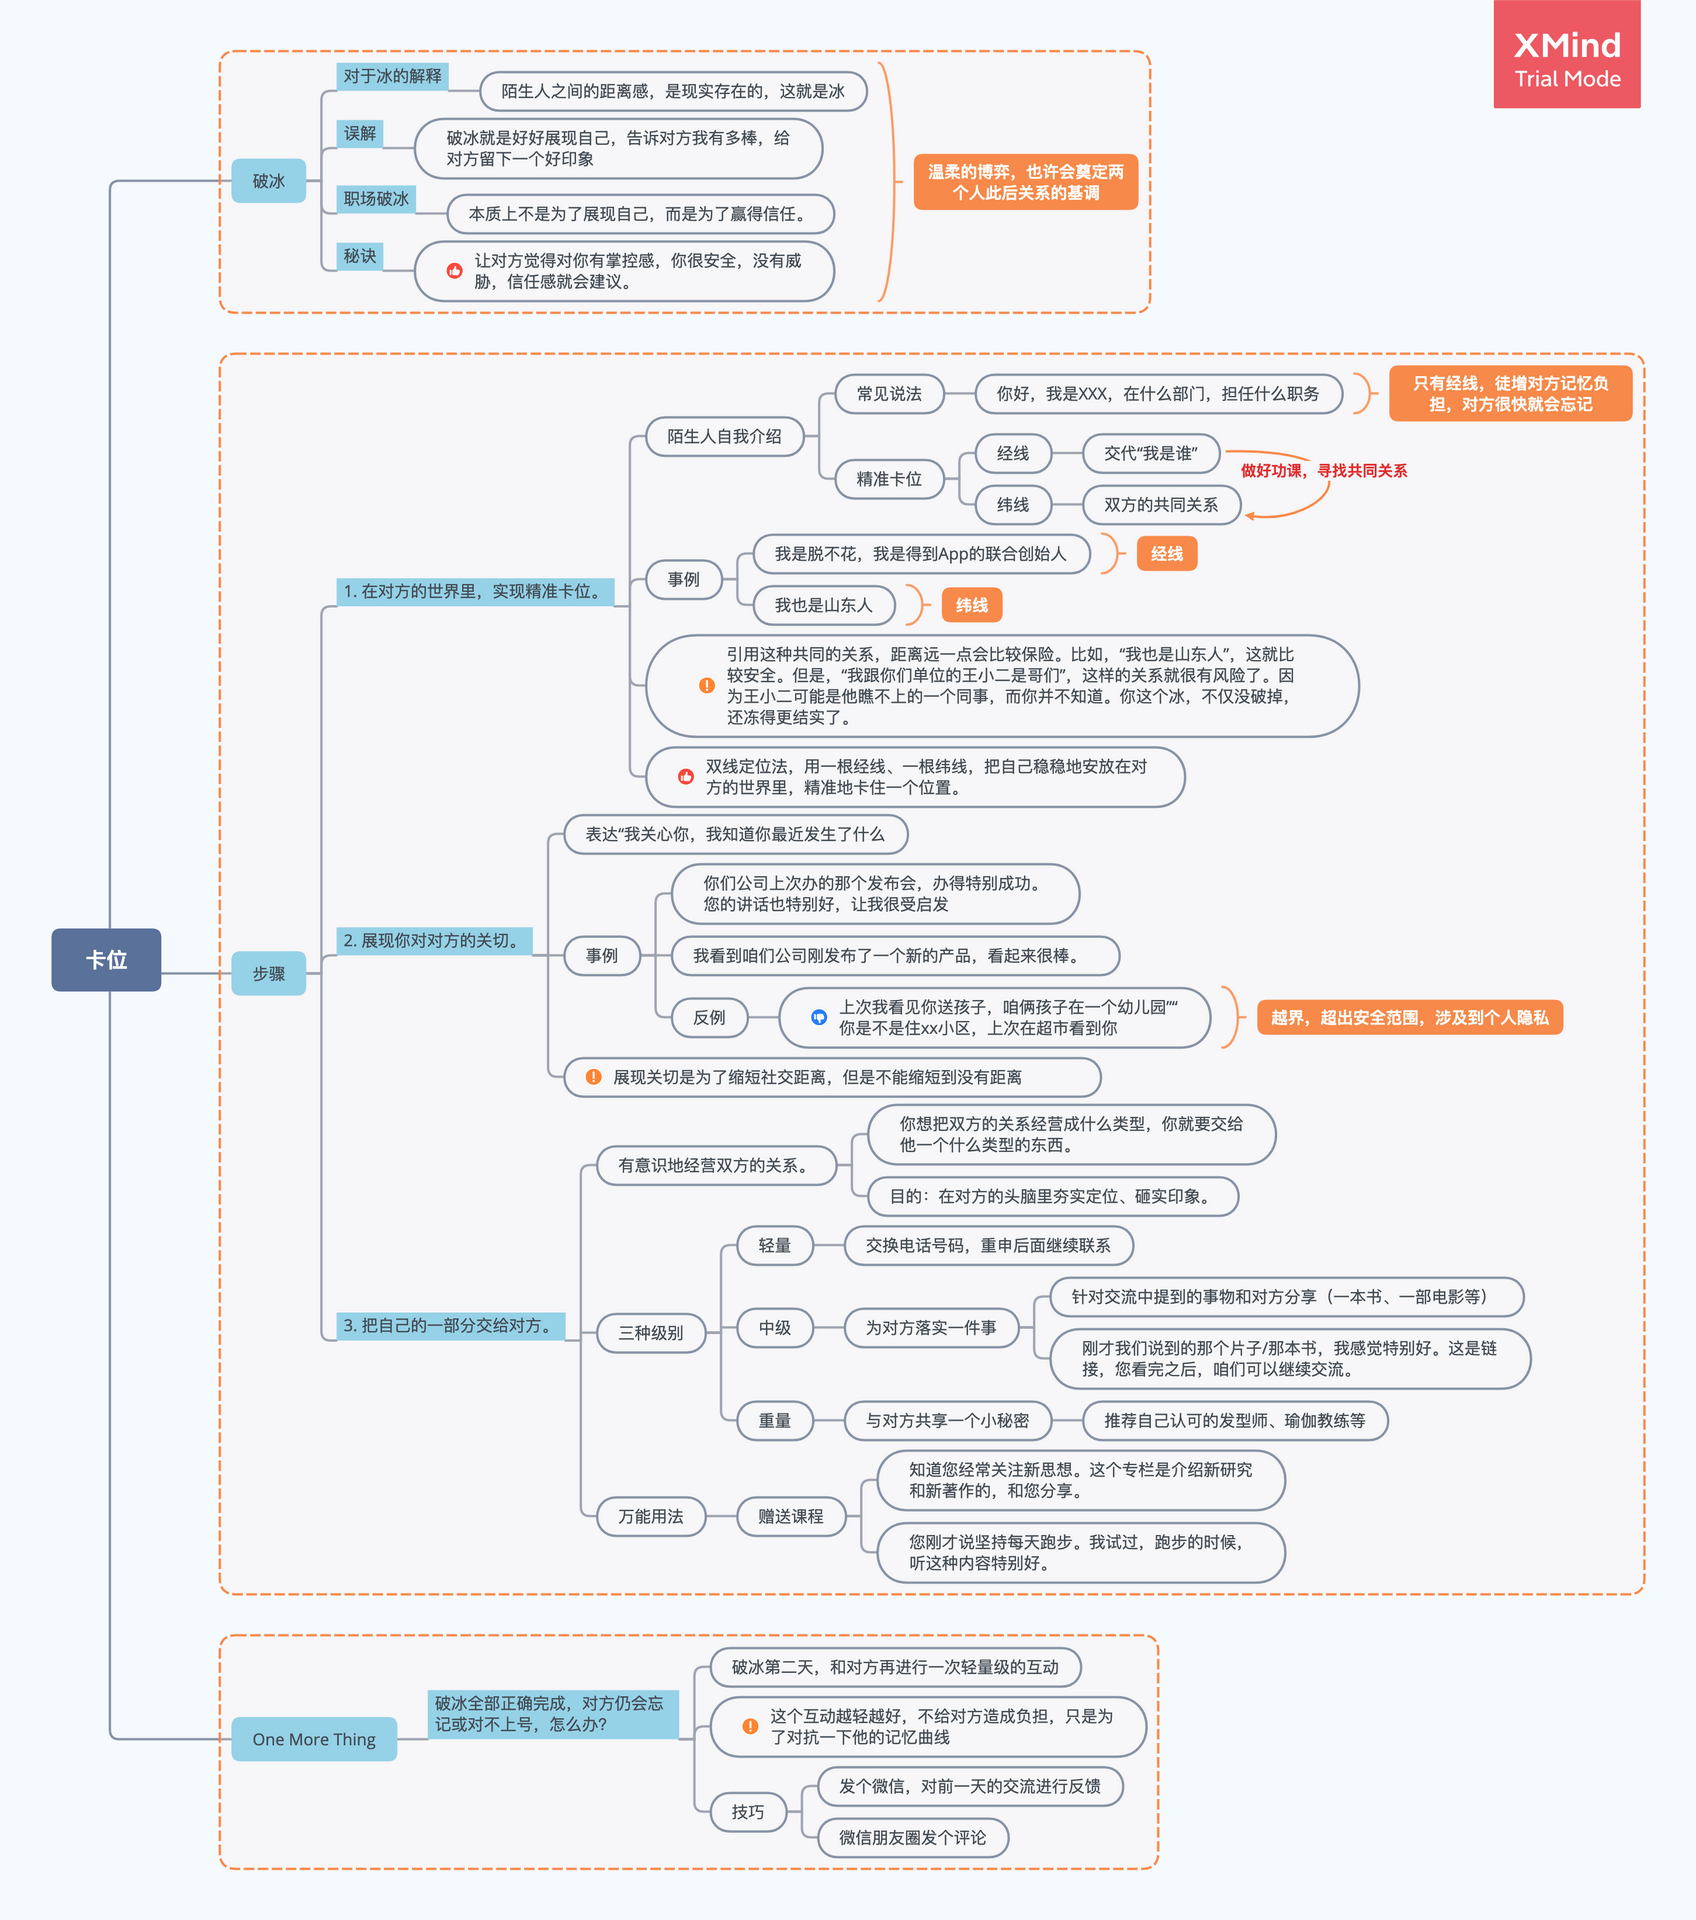 XMind
Trial Mode
卡位
破冰
对于冰的解释
陌生人之间的距离感，是现实存在的，这就是冰
误解
破冰就是好好展现自己，告诉对方我有多棒，给
对方留下一个好印象
职场破冰
本质上不是为了展现自己，而是为了赢得信任。
秘诀
让对方觉得对你有掌控感，你很安全，没有威
胁，信任感就会建议。
温柔的博弈，也许会奠定两
个人此后关系的基调
步骤
1. 在对方的世界里，实现精准卡位。
陌生人自我介绍
常见说法
你好，我是XXX，在什么部门，担任什么职务
只有经线，徒增对方记忆负
担，对方很快就会忘记
精准卡位
经线
交代“我是谁”
做好功课，寻找共同关系
纬线
双方的共同关系
事例
我是脱不花，我是得到App的联合创始人
经线
我也是山东人
纬线
引用这种共同的关系，距离远一点会比较保险。比如，“我也是山东人”，这就比
较安全。但是，“我跟你们单位的王小二是哥们”，这样的关系就很有风险了。因
为王小二可能是他瞧不上的一个同事，而你并不知道。你这个冰，不仅没破掉，
还冻得更结实了。
双线定位法，用一根经线、一根纬线，把自己稳稳地安放在对
方的世界里，精准地卡住一个位置。
2. 展现你对对方的关切。
表达“我关心你，我知道你最近发生了什么
事例
你们公司上次办的那个发布会，办得特别成功。
您的讲话也特别好，让我很受启发
我看到咱们公司刚发布了一个新的产品，看起来很棒。
反例
上次我看见你送孩子，咱俩孩子在一个幼儿园”“
你是不是住xx小区，上次在超市看到你
越界，超出安全范围，涉及到个人隐私
展现关切是为了缩短社交距离，但是不能缩短到没有距离
3. 把自己的一部分交给对方。
有意识地经营双方的关系。
你想把双方的关系经营成什么类型，你就要交给
他一个什么类型的东西。
目的：在对方的头脑里夯实定位、砸实印象。
三种级别
轻量
交换电话号码，重申后面继续联系
中级
为对方落实一件事
针对交流中提到的事物和对方分享（一本书、一部电影等）
刚才我们说到的那个片子/那本书，我感觉特别好。这是链
接，您看完之后，咱们可以继续交流。
重量
与对方共享一个小秘密
推荐自己认可的发型师、瑜伽教练等
万能用法
赠送课程
知道您经常关注新思想。这个专栏是介绍新研究
和新著作的，和您分享。
您刚才说坚持每天跑步。我试过，跑步的时候，
听这种内容特别好。
One More Thing
破冰全部正确完成，对方仍会忘
记或对不上号，怎么办？
破冰第二天，和对方再进行一次轻量级的互动
这个互动越轻越好，不给对方造成负担，只是为
了对抗一下他的记忆曲线
技巧
发个微信，对前一天的交流进行反馈
微信朋友圈发个评论